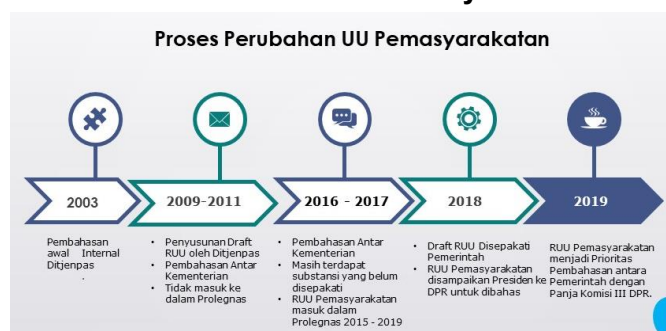 Proses Perubahan UU Pemasyarakatan
2003
2009-2011
2016 - 2017
2018
2019
Pembahasan
awal Internal
Ditjenpas
.
• Penyusunan Draft
RUU oleh Ditjenpas
• Pembahasan Antar
Kementerian
• Tidak masuk ke
dalam Prolegnas
• Pembahasan Antar
Kementerian
• Masih terdapat
substansi yang belum
disepakati
• RUU Pemasyarakatan
masuk dalam
Prolegnas 2015 - 2019
• Draft RUU Disepakati
Pemerintah
• RUU Pemasyarakatan
disampaikan Presiden ke
DPR untuk dibahas
RUU Pemasyarakatan
menjadi Prioritas
Pembahasan antara
Pemerintah dengan
Panja Komisi III DPR.